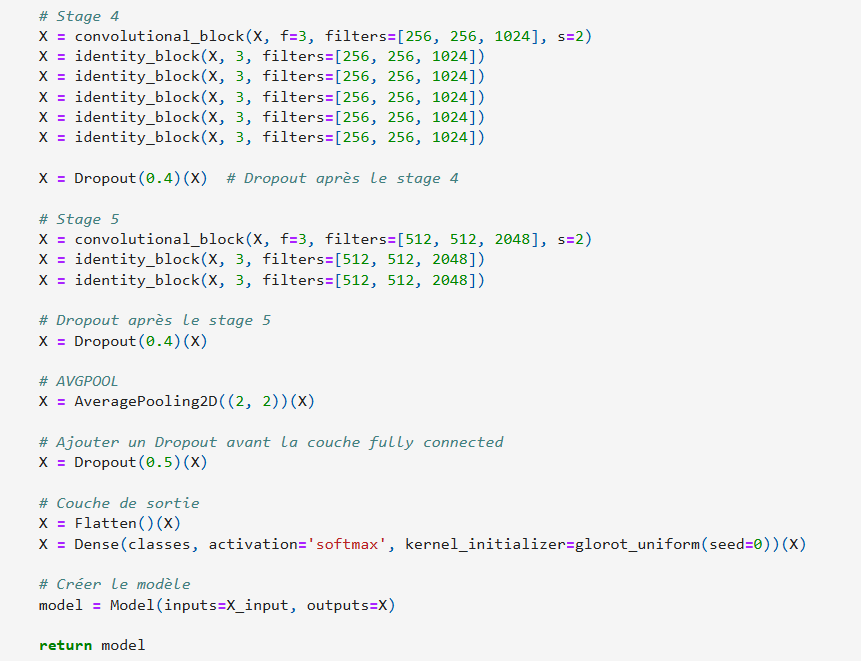 # Stage 4
X = convolutional_block(X, f=3, filters=[256, 256, 1024], s=2)
X = identity_block(X, 3, filters=[256, 256, 1024])
X = identity_block(X, 3, filters=[256, 256, 1024])
X = identity_block(X, 3, filters=[256, 256, 1024])
X = identity_block(X, 3, filters=[256, 256, 1024])
X = identity_block(X, 3, filters=[256, 256, 1024])
X = Dropout(0.4)(X)  # Dropout après le stage 4
# Stage 5
X = convolutional_block(X, f=3, filters=[512, 512, 2048], s=2)
X = identity_block(X, 3, filters=[512, 512, 2048])
X = identity_block(X, 3, filters=[512, 512, 2048])
# Dropout après le stage 5
X = Dropout(0.4)(X)
# AVGPOOL
X = AveragePooling2D((2, 2))(X)
# Ajouter un Dropout avant la couche fully connected
X = Dropout(0.5)(X)
# Couche de sortie
X = Flatten()(X)
X = Dense(classes, activation='softmax', kernel_initializer=glorot_uniform(seed=0))(X)
# Créer le modèle
model = Model(inputs=X_input, outputs=X)
return model